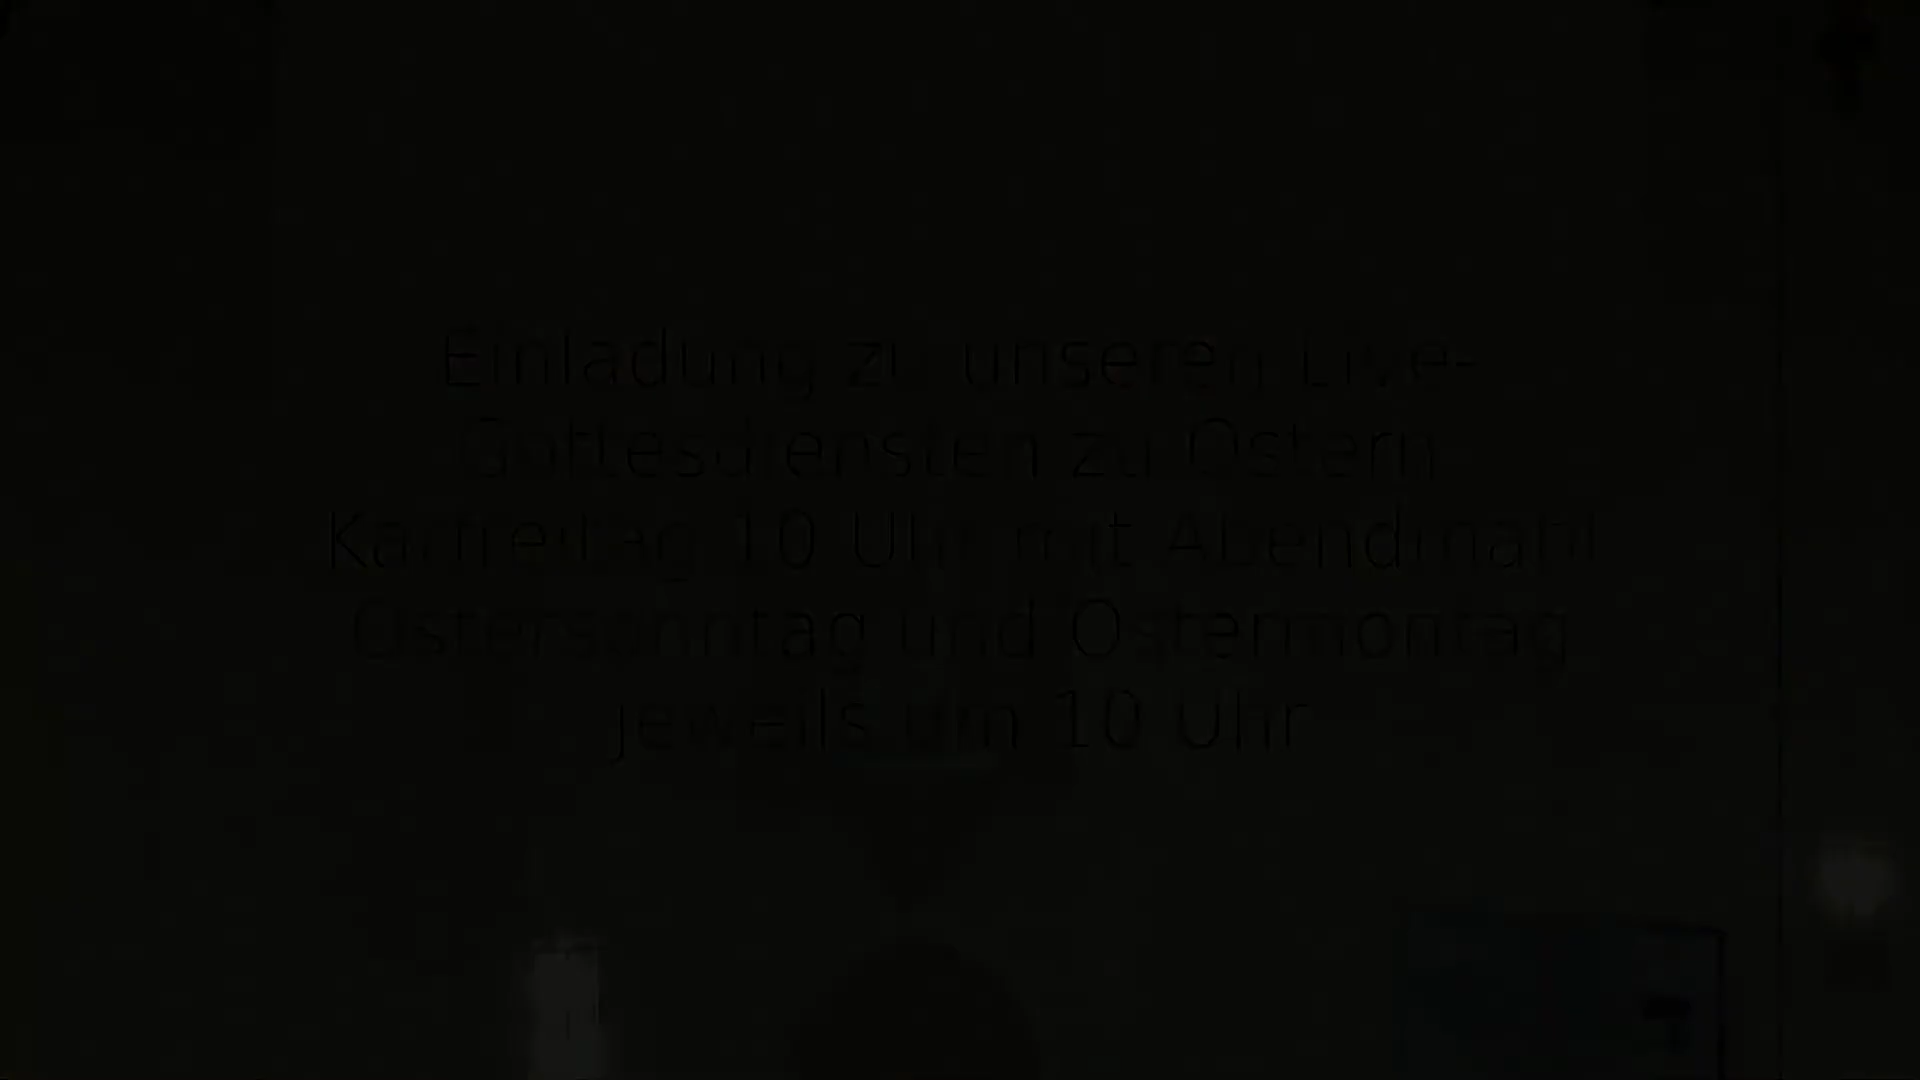 Einladung zu unseren Live-
Gottesdiensten zu Ostern
Karfreitag 10 Uhr mit Abendmahl
Ostersonntag und Ostermontag
jeweils um 10 Uhr